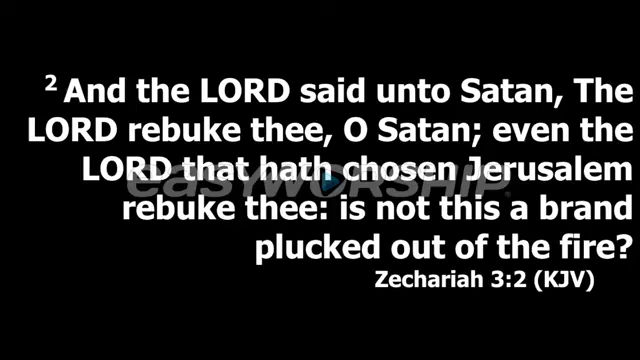 2 And the LORD said unto Satan, The
LORD rebuke thee, O Satan; even the
LORD that hath chosen Jerusalem
easyworship
rebuke thee: is not this a brand
plucked out of the fire?
Zechariah 3:2 (KJV)